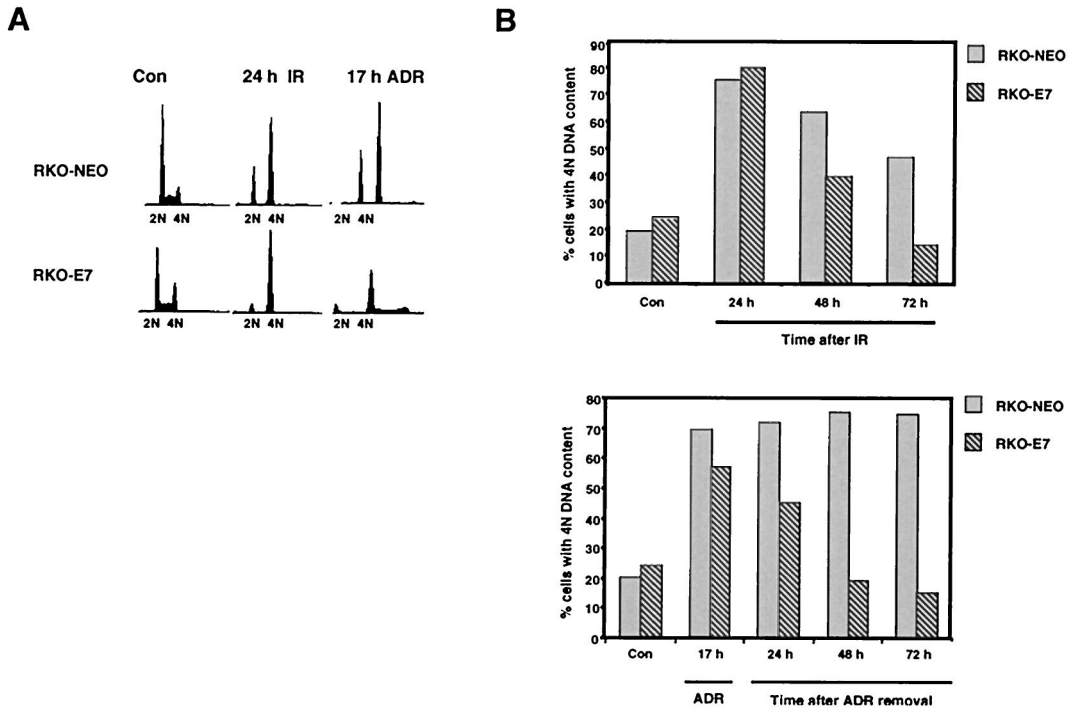 A
Con 24 h IR 17 h ADR
RKO-NEO
2N 4N 2N 4N 2N 4N
RKO-E7
2N 4N 2N 4N 2N 4N
B
% cells with 4N DNA content
90
80
70
60
50
40
30
20
10
0
Con 24 h 48 h 72 h
Time after IR
RKO-NEO
RKO-E7
% cells with 4N DNA content
80
70
60
50
40
30
20
10
0
Con 17 h 24 h 48 h 72 h
ADR Time after ADR removal
RKO-NEO
RKO-E7